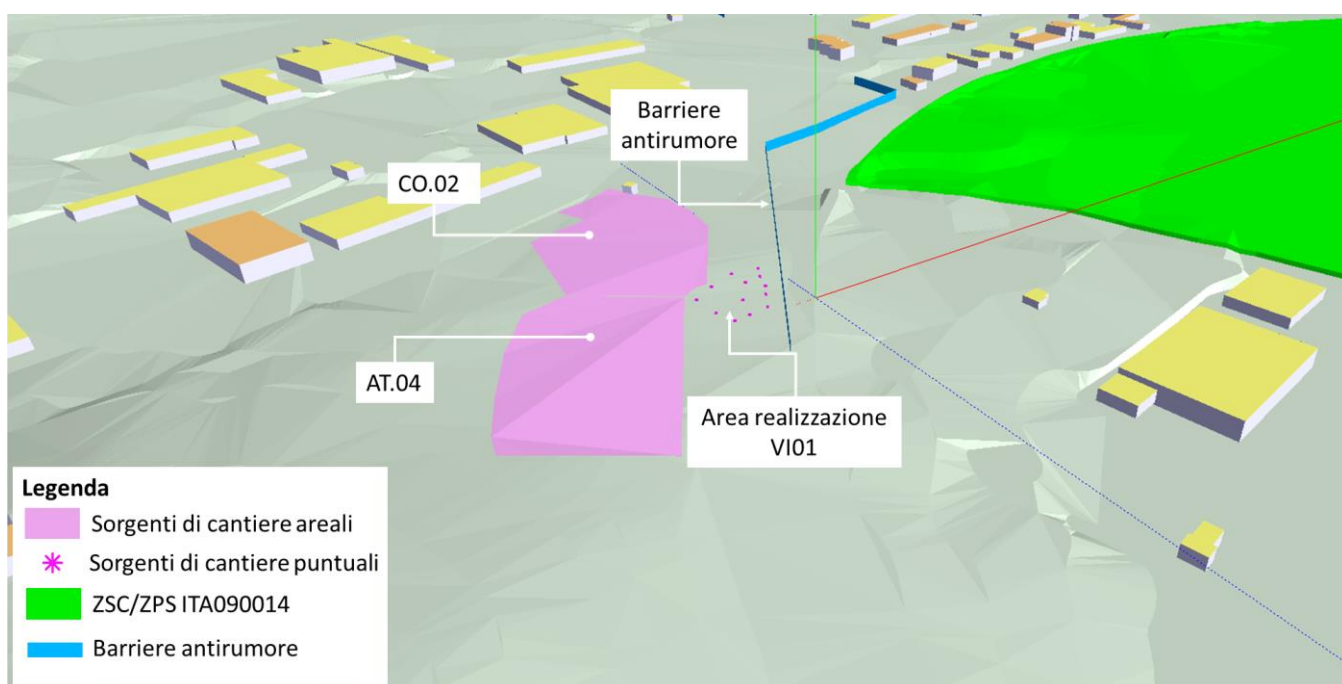 Barriere
antirumore
CO.02
AT.04
Area realizzazione
VI01
Legenda
Sorgenti di cantiere areali
Sorgenti di cantiere puntuali
ZSC/ZPS ITA090014
Barriere antirumore